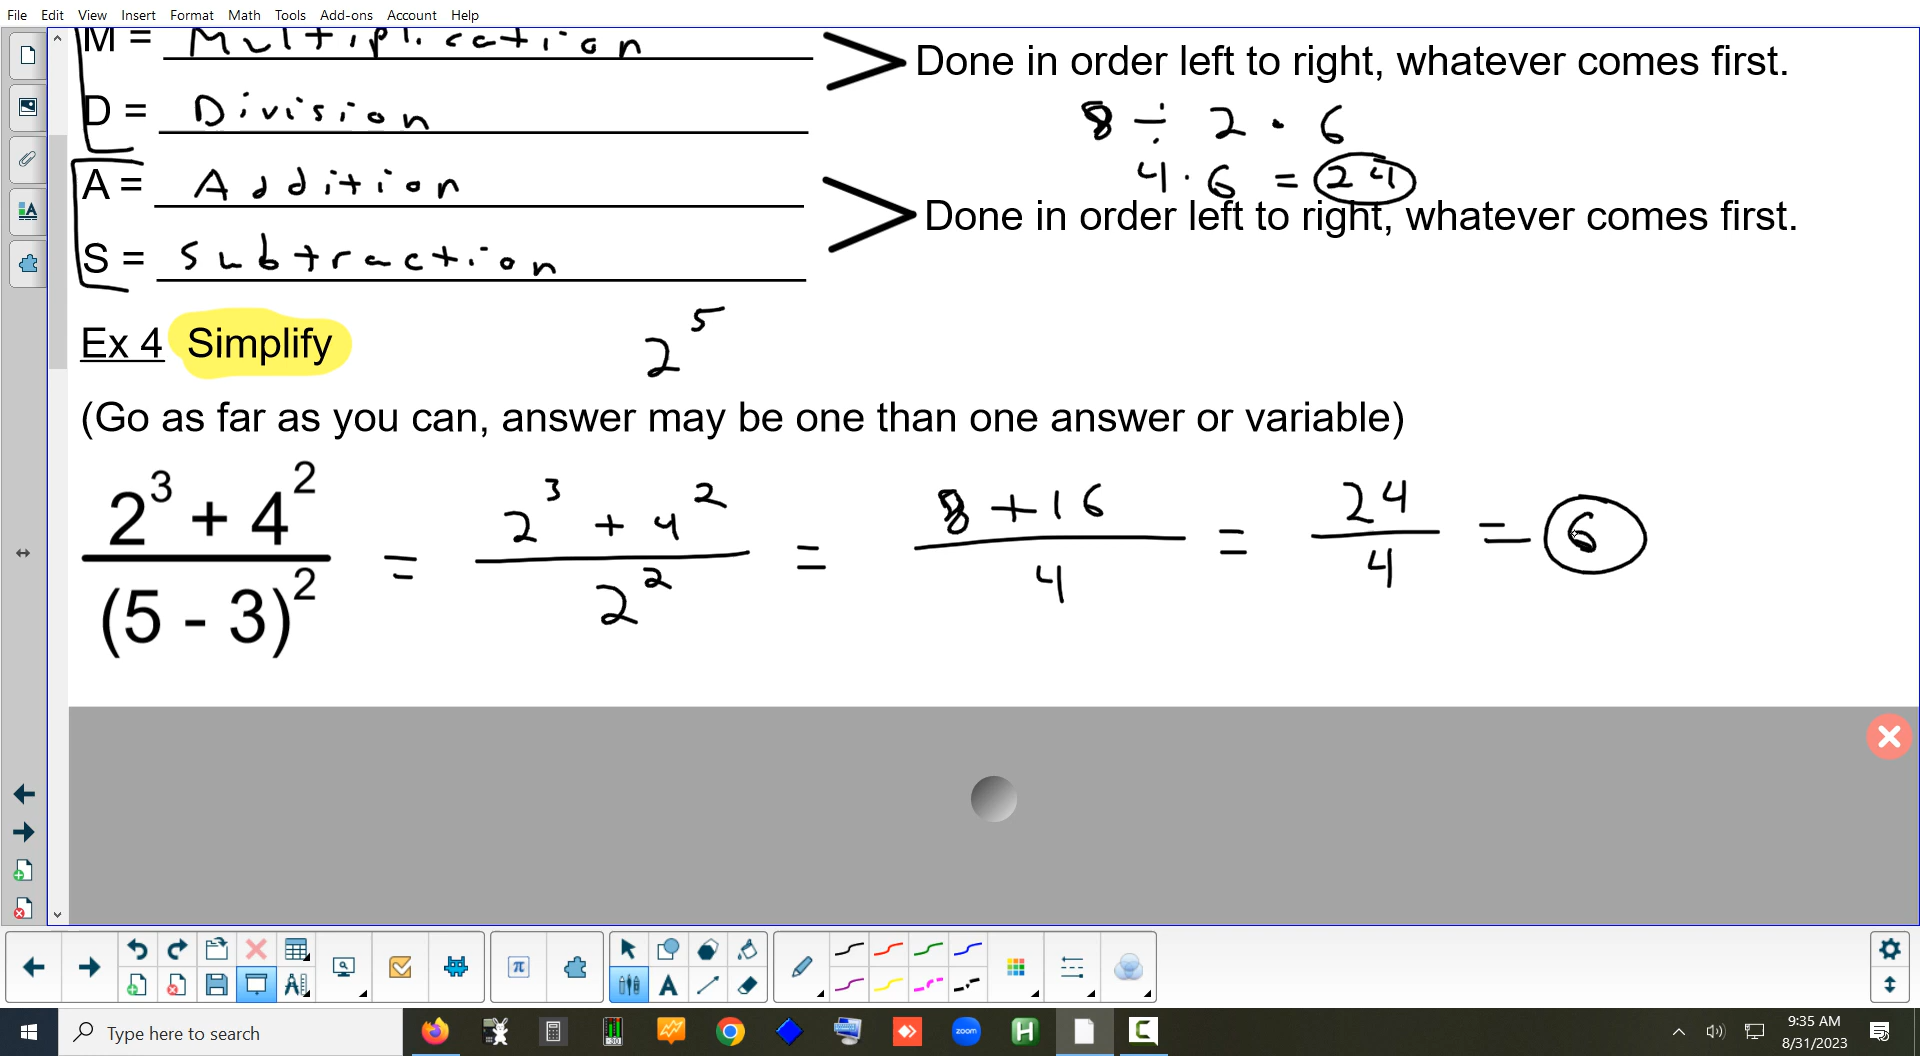 File Edit View Insert Format Math Tools Add-ons Account Help
M = Multiplication
Done in order left to right, whatever comes first.
D = Division
8 ÷ 2 · 6
4 · 6 = 24
A = Addition
Done in order left to right, whatever comes first.
S = Subtraction
2^5
Ex 4 Simplify
(Go as far as you can, answer may be one than one answer or variable)
2^3 + 4^2 / (5 - 3)^2 = 2^3 + 4^2 / 2^2 = 8 + 16 / 4 = 24 / 4 = 6
π
A
Type here to search
zoom
H
C
9:35 AM
8/31/2023